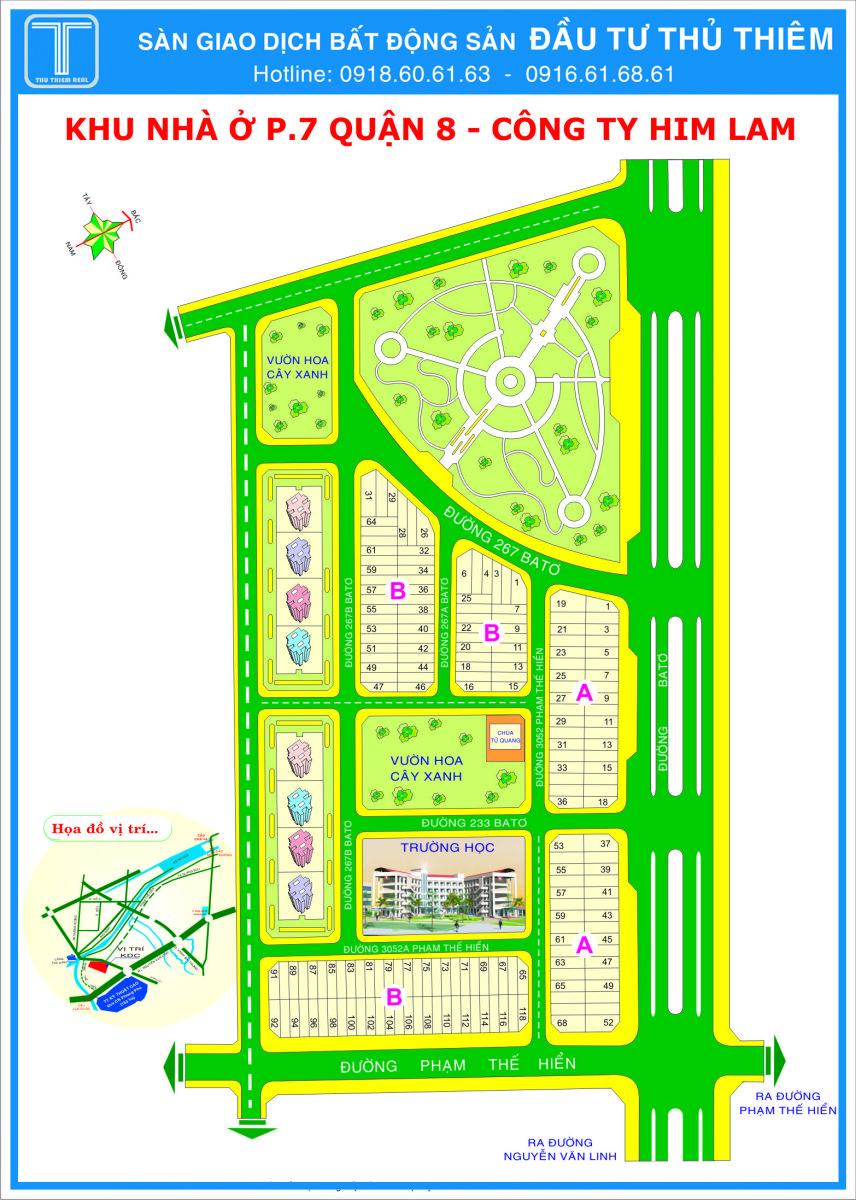 THU THIEM REAL
SÀN GIAO DỊCH BẤT ĐỘNG SẢN ĐẦU TƯ THỦ THIÊM
Hotline: 0918.60.61.63 - 0916.61.68.61
KHU NHÀ Ở P.7 QUẬN 8 - CÔNG TY HIM LAM
TÂY
BẮC
NAM
ĐÔNG
VƯỜN HOA
CÂY XANH
ĐƯỜNG 267 BATƠ
31
29
28
26
64
61 32
59 34
57 36
55 38
53 40
51 42
49 44
47 46
B
ĐƯỜNG 267B BATƠ
ĐƯỜNG 267A BATƠ
6 4 3 1
25
7
22 9
20 11
18 13
16 15
B
ĐƯỜNG 3052 PHẠM THẾ HIỂN
19 1
21 3
23 5
25 7
27 9
29 11
31 13
33 15
36 18
A
ĐƯỜNG BATƠ
VƯỜN HOA
CÂY XANH
CHÙA
TỪ QUANG
ĐƯỜNG 233 BATƠ
ĐƯỜNG 267B BATƠ
TRƯỜNG HỌC
53 37
55 39
57 41
59 43
61 45
63 47
65 49
68 52
A
ĐƯỜNG 3052A PHẠM THẾ HIỂN
91 89 87 85 83 81 79 77 75 73 71 69 67 65
B
92 94 96 98 100 102 104 106 108 110 112 114 116 118
Họa đồ vị trí...
VỊ TRÍ
KDC
ĐƯỜNG PHẠM THẾ HIỂN
RA ĐƯỜNG
PHẠM THẾ HIỂN
RA ĐƯỜNG
NGUYỄN VĂN LINH